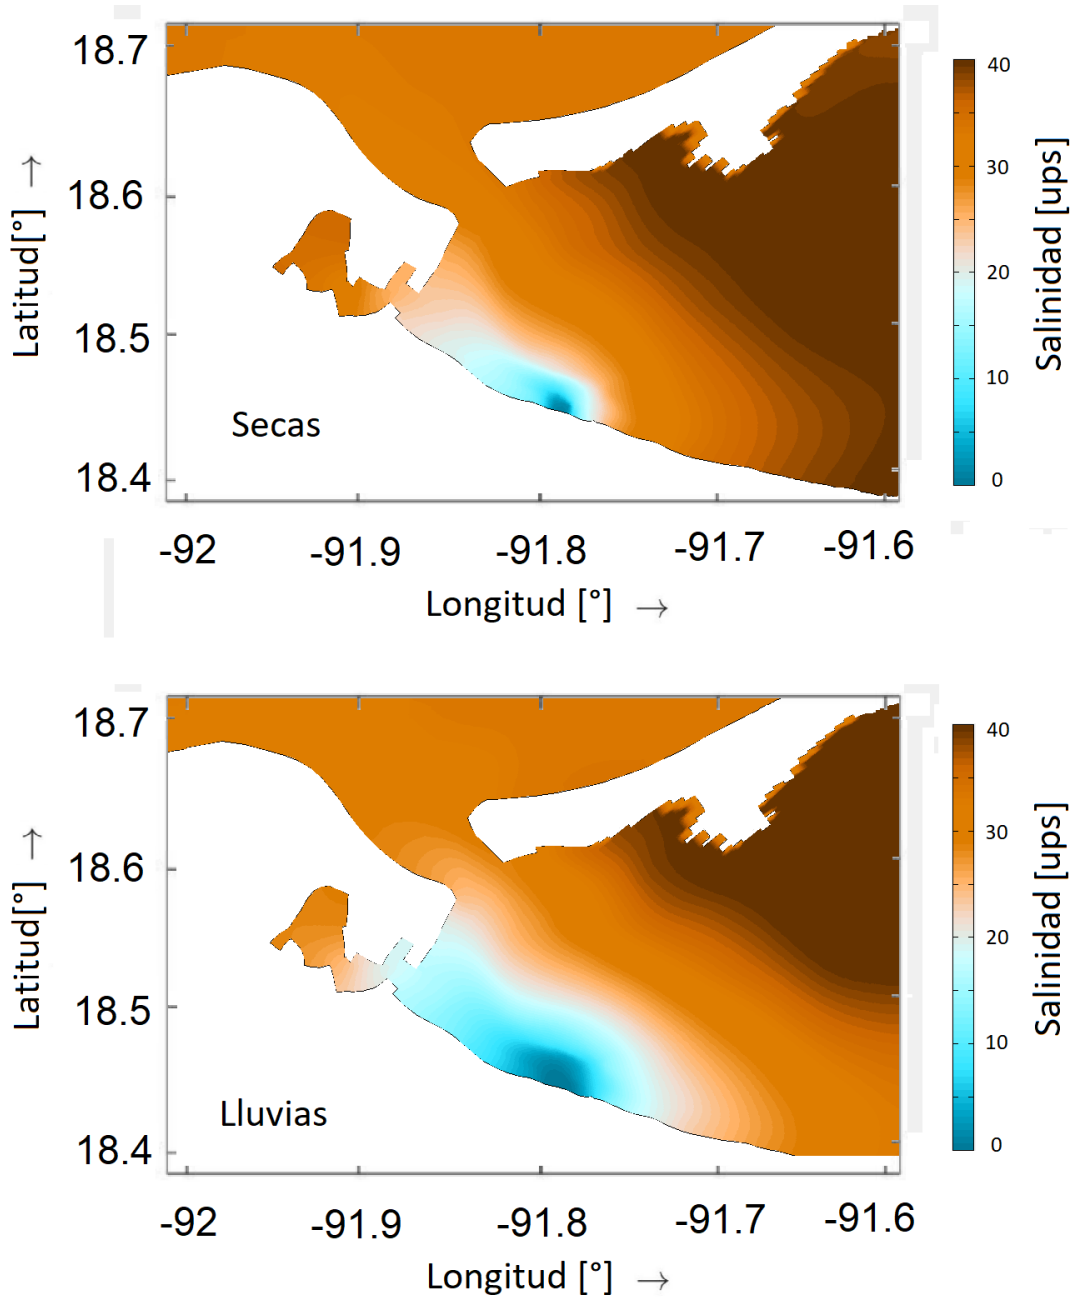 18.7
18.6
18.5
18.4
Latitud[°] →
-92 -91.9 -91.8 -91.7 -91.6
Longitud [°] →
Secas
40
30
20
10
0
Salinidad [ups]
18.7
18.6
18.5
18.4
Latitud[°] →
-92 -91.9 -91.8 -91.7 -91.6
Longitud [°] →
Lluvias
40
30
20
10
0
Salinidad [ups]